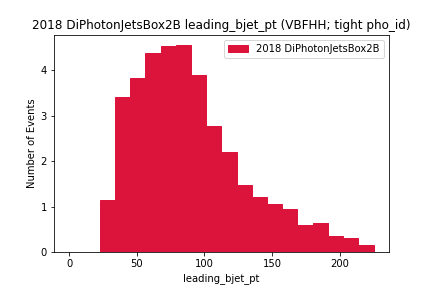 2018 DiPhotonJetsBox2B leading_bjet_pt (VBFHH; tight pho_id)
2018 DiPhotonJetsBox2B
4
3
2
1
0
Number of Events
0 50 100 150 200
leading_bjet_pt